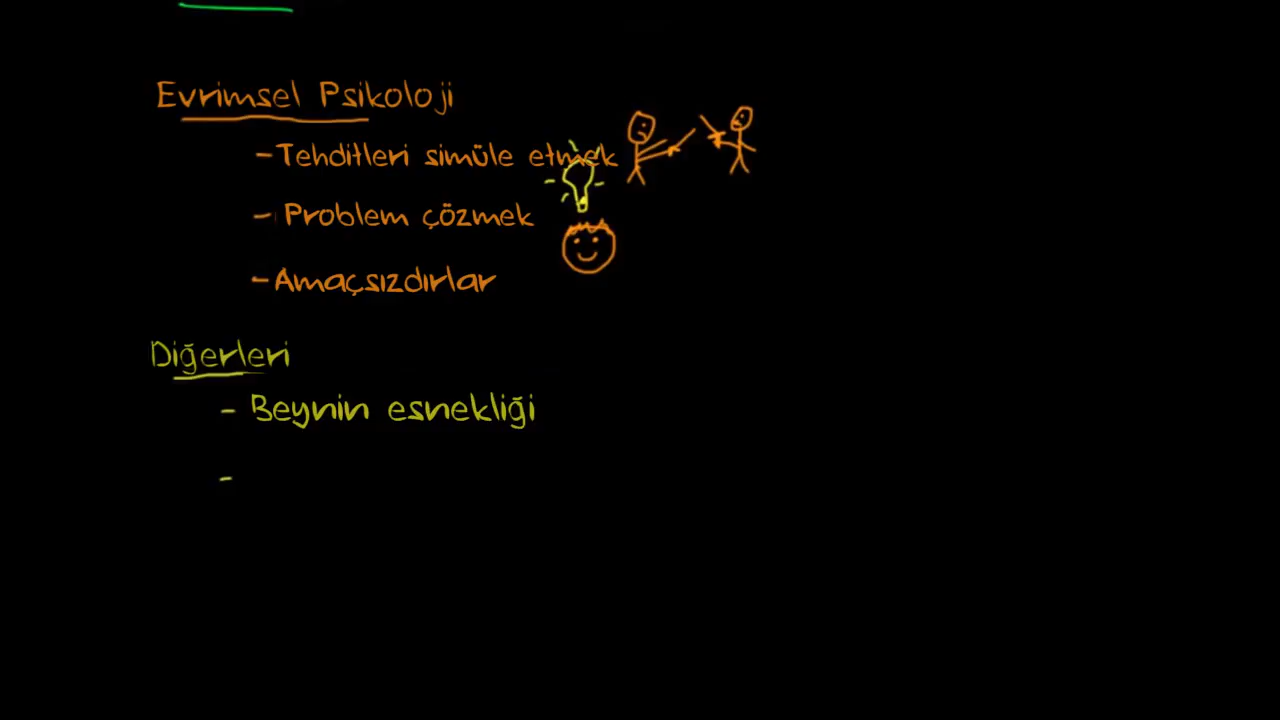 Evrimsel Psikoloji
- Tehditleri simüle etmek
- Problem çözmek
- Amaçsızdırlar
Diğerleri
- Beynin esnekliği
-